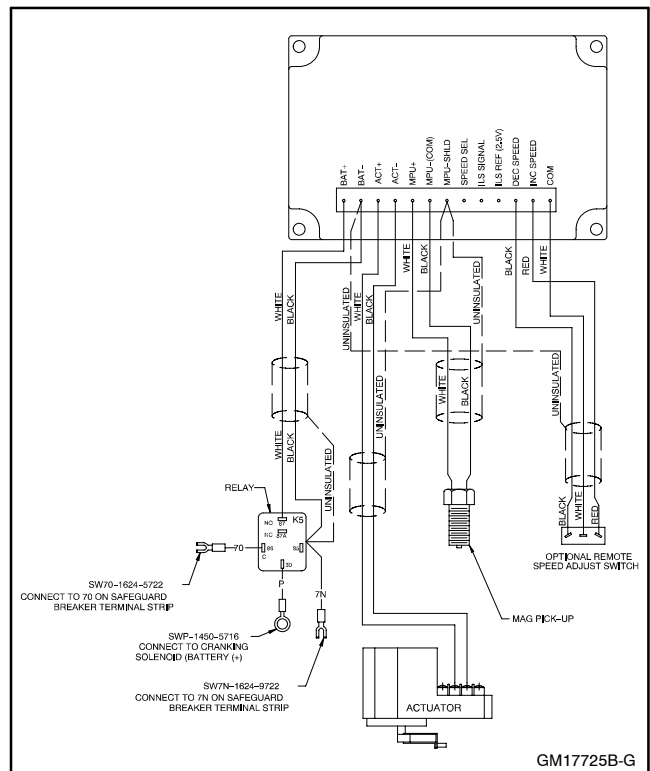 BAT+
BAT-
ACT+
ACT-
MPU+
MPU-(COM)
MPU-SHLD
SPEED SEL
ILS SIGNAL
ILS REF (2.5V)
DEC SPEED
INC SPEED
COM
WHITE
BLACK
BLACK
RED
WHITE
WHITE
BLACK
UNINSULATED
WHITE
BLACK
UNINSULATED
UNINSULATED
WHITE
BLACK
UNINSULATED
WHITE
BLACK
UNINSULATED
BLACK
WHITE
RED
RELAY
NO
87
K5
NC
87A
70
86
C
30
OPTIONAL REMOTE
SPEED ADJUST SWITCH
SW70-1624-5722
CONNECT TO 70 ON SAFEGUARD
BREAKER TERMINAL STRIP
P
7N
MAG PICK-UP
SWP-1450-5716
CONNECT TO CRANKING
SOLENOID (BATTERY (+)
SW7N-1624-9722
CONNECT TO 7N ON SAFEGUARD
BREAKER TERMINAL STRIP
ACTUATOR
GM17725B-G